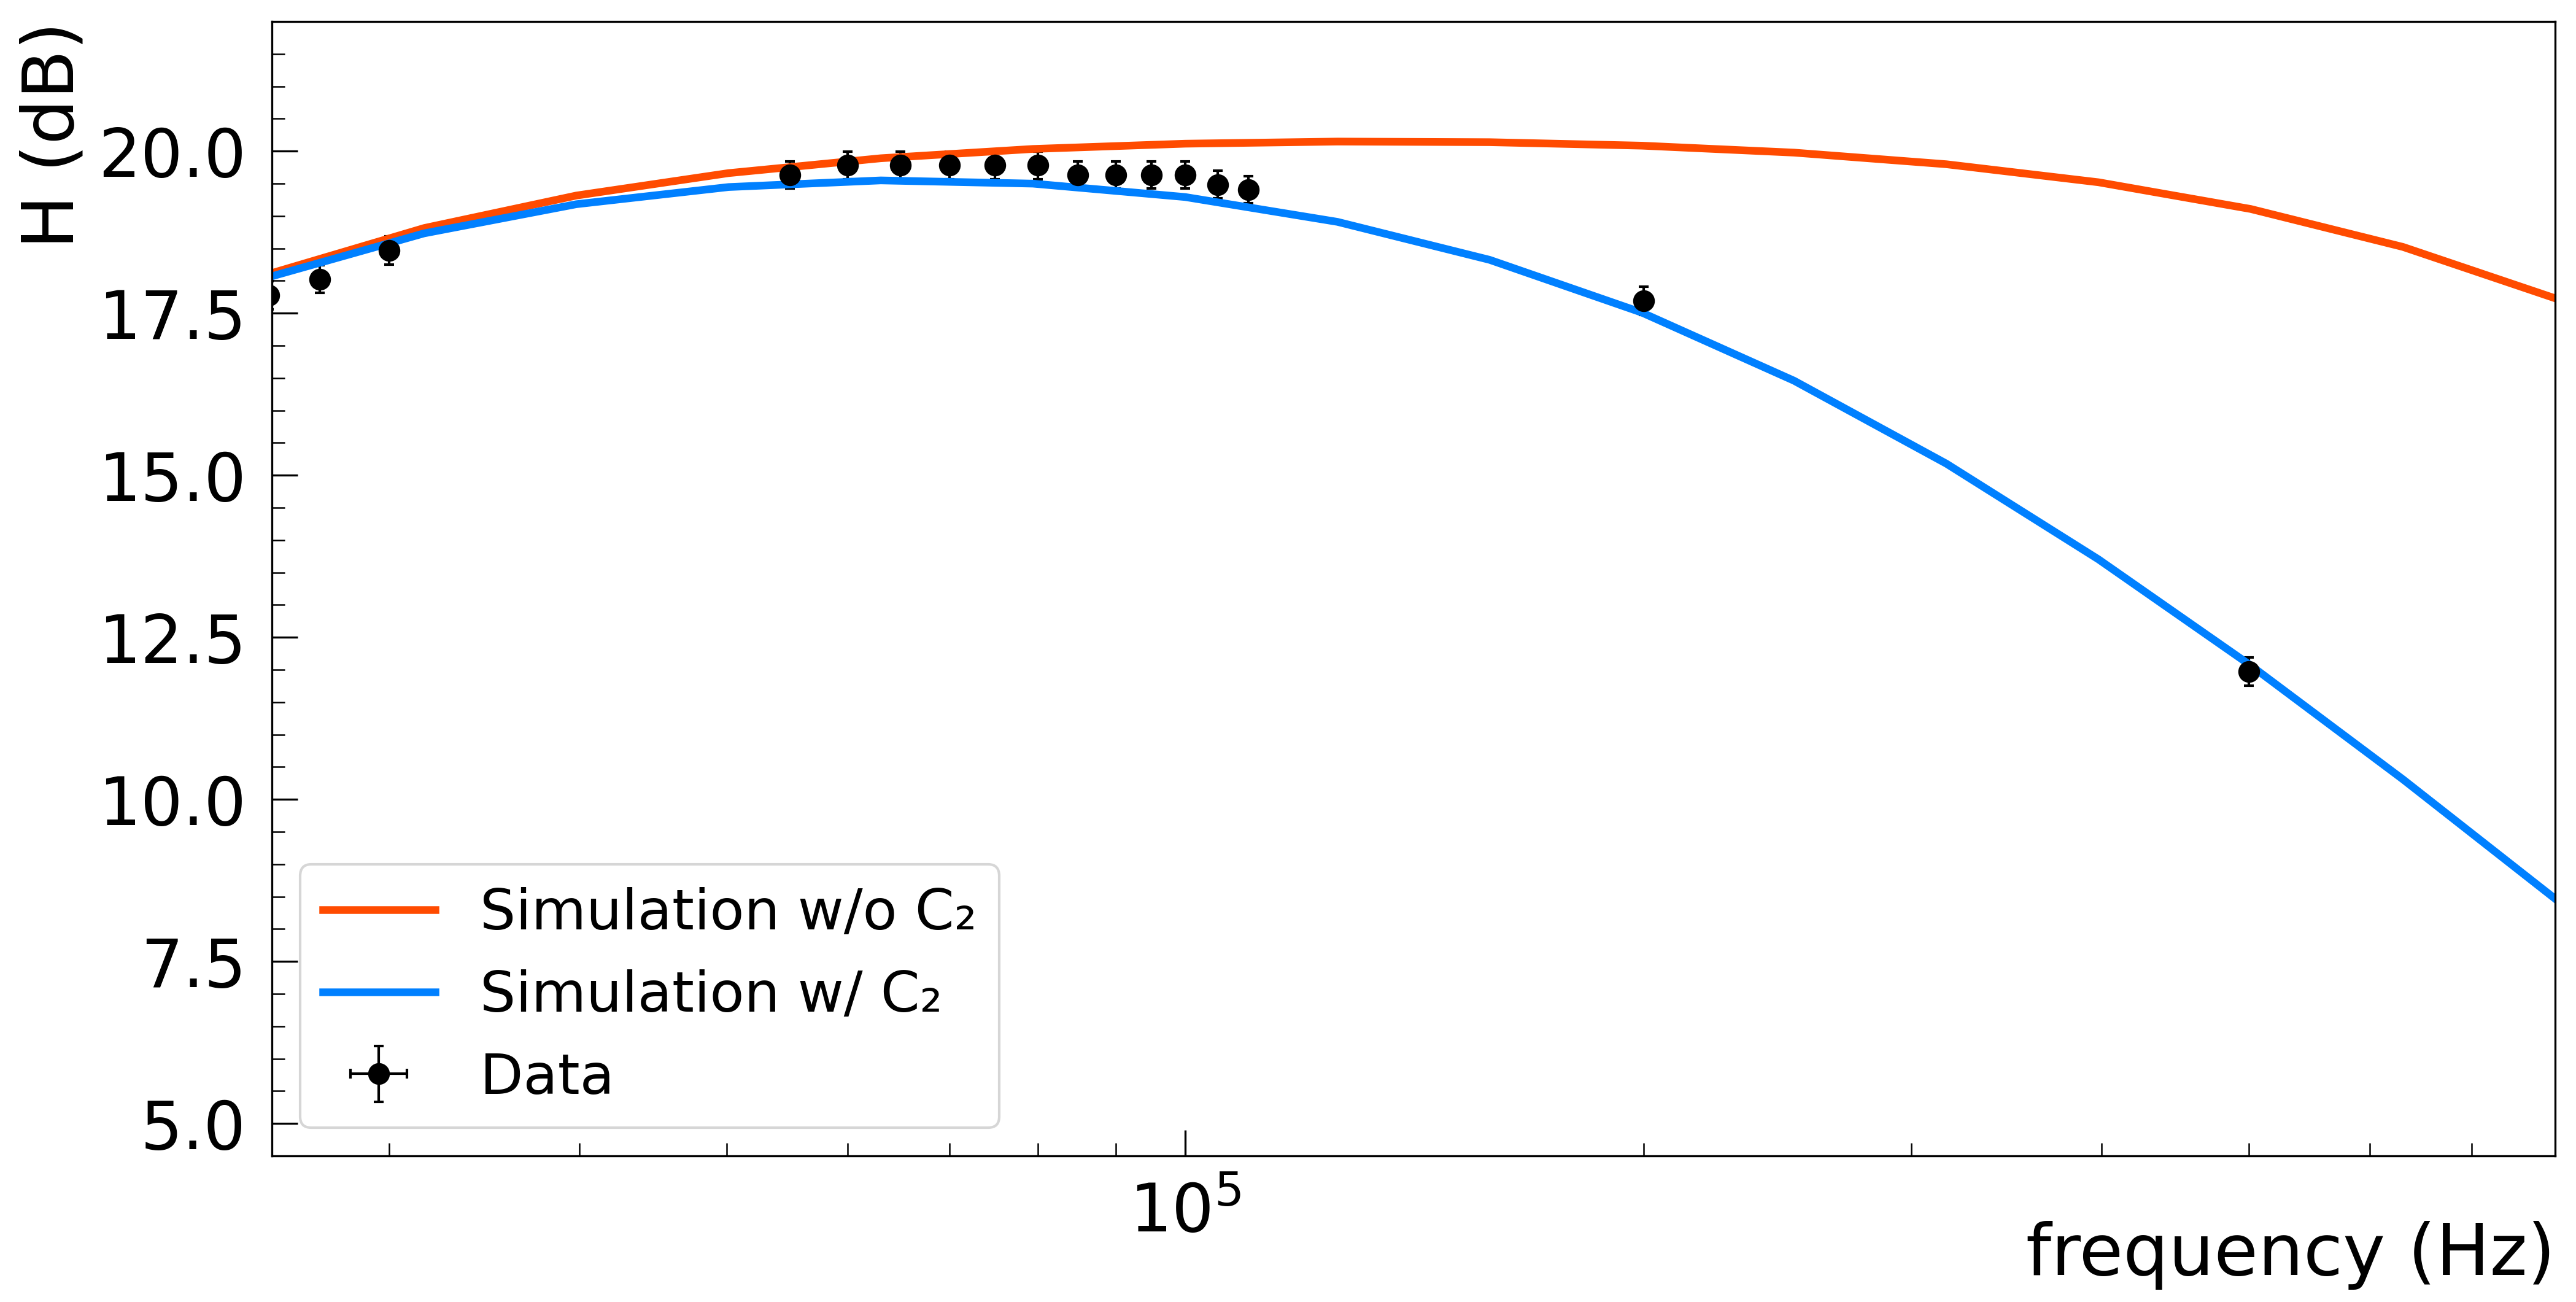 H (dB)
20.0
17.5
15.0
12.5
10.0
7.5
5.0
Simulation w/o C₂
Simulation w/ C₂
Data
10⁵
frequency (Hz)